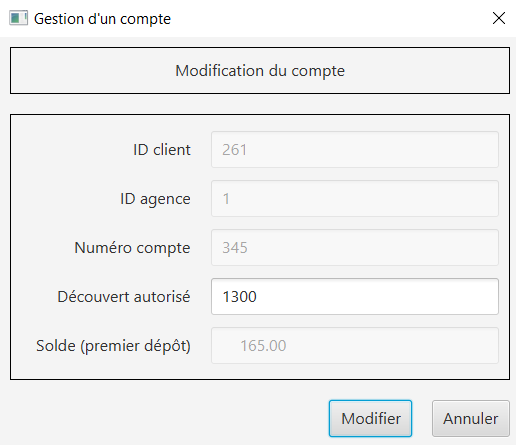 Gestion d'un compte
Modification du compte
ID client 261
ID agence 1
Numéro compte 345
Découvert autorisé 1300
Solde (premier dépôt) 165.00
Modifier Annuler